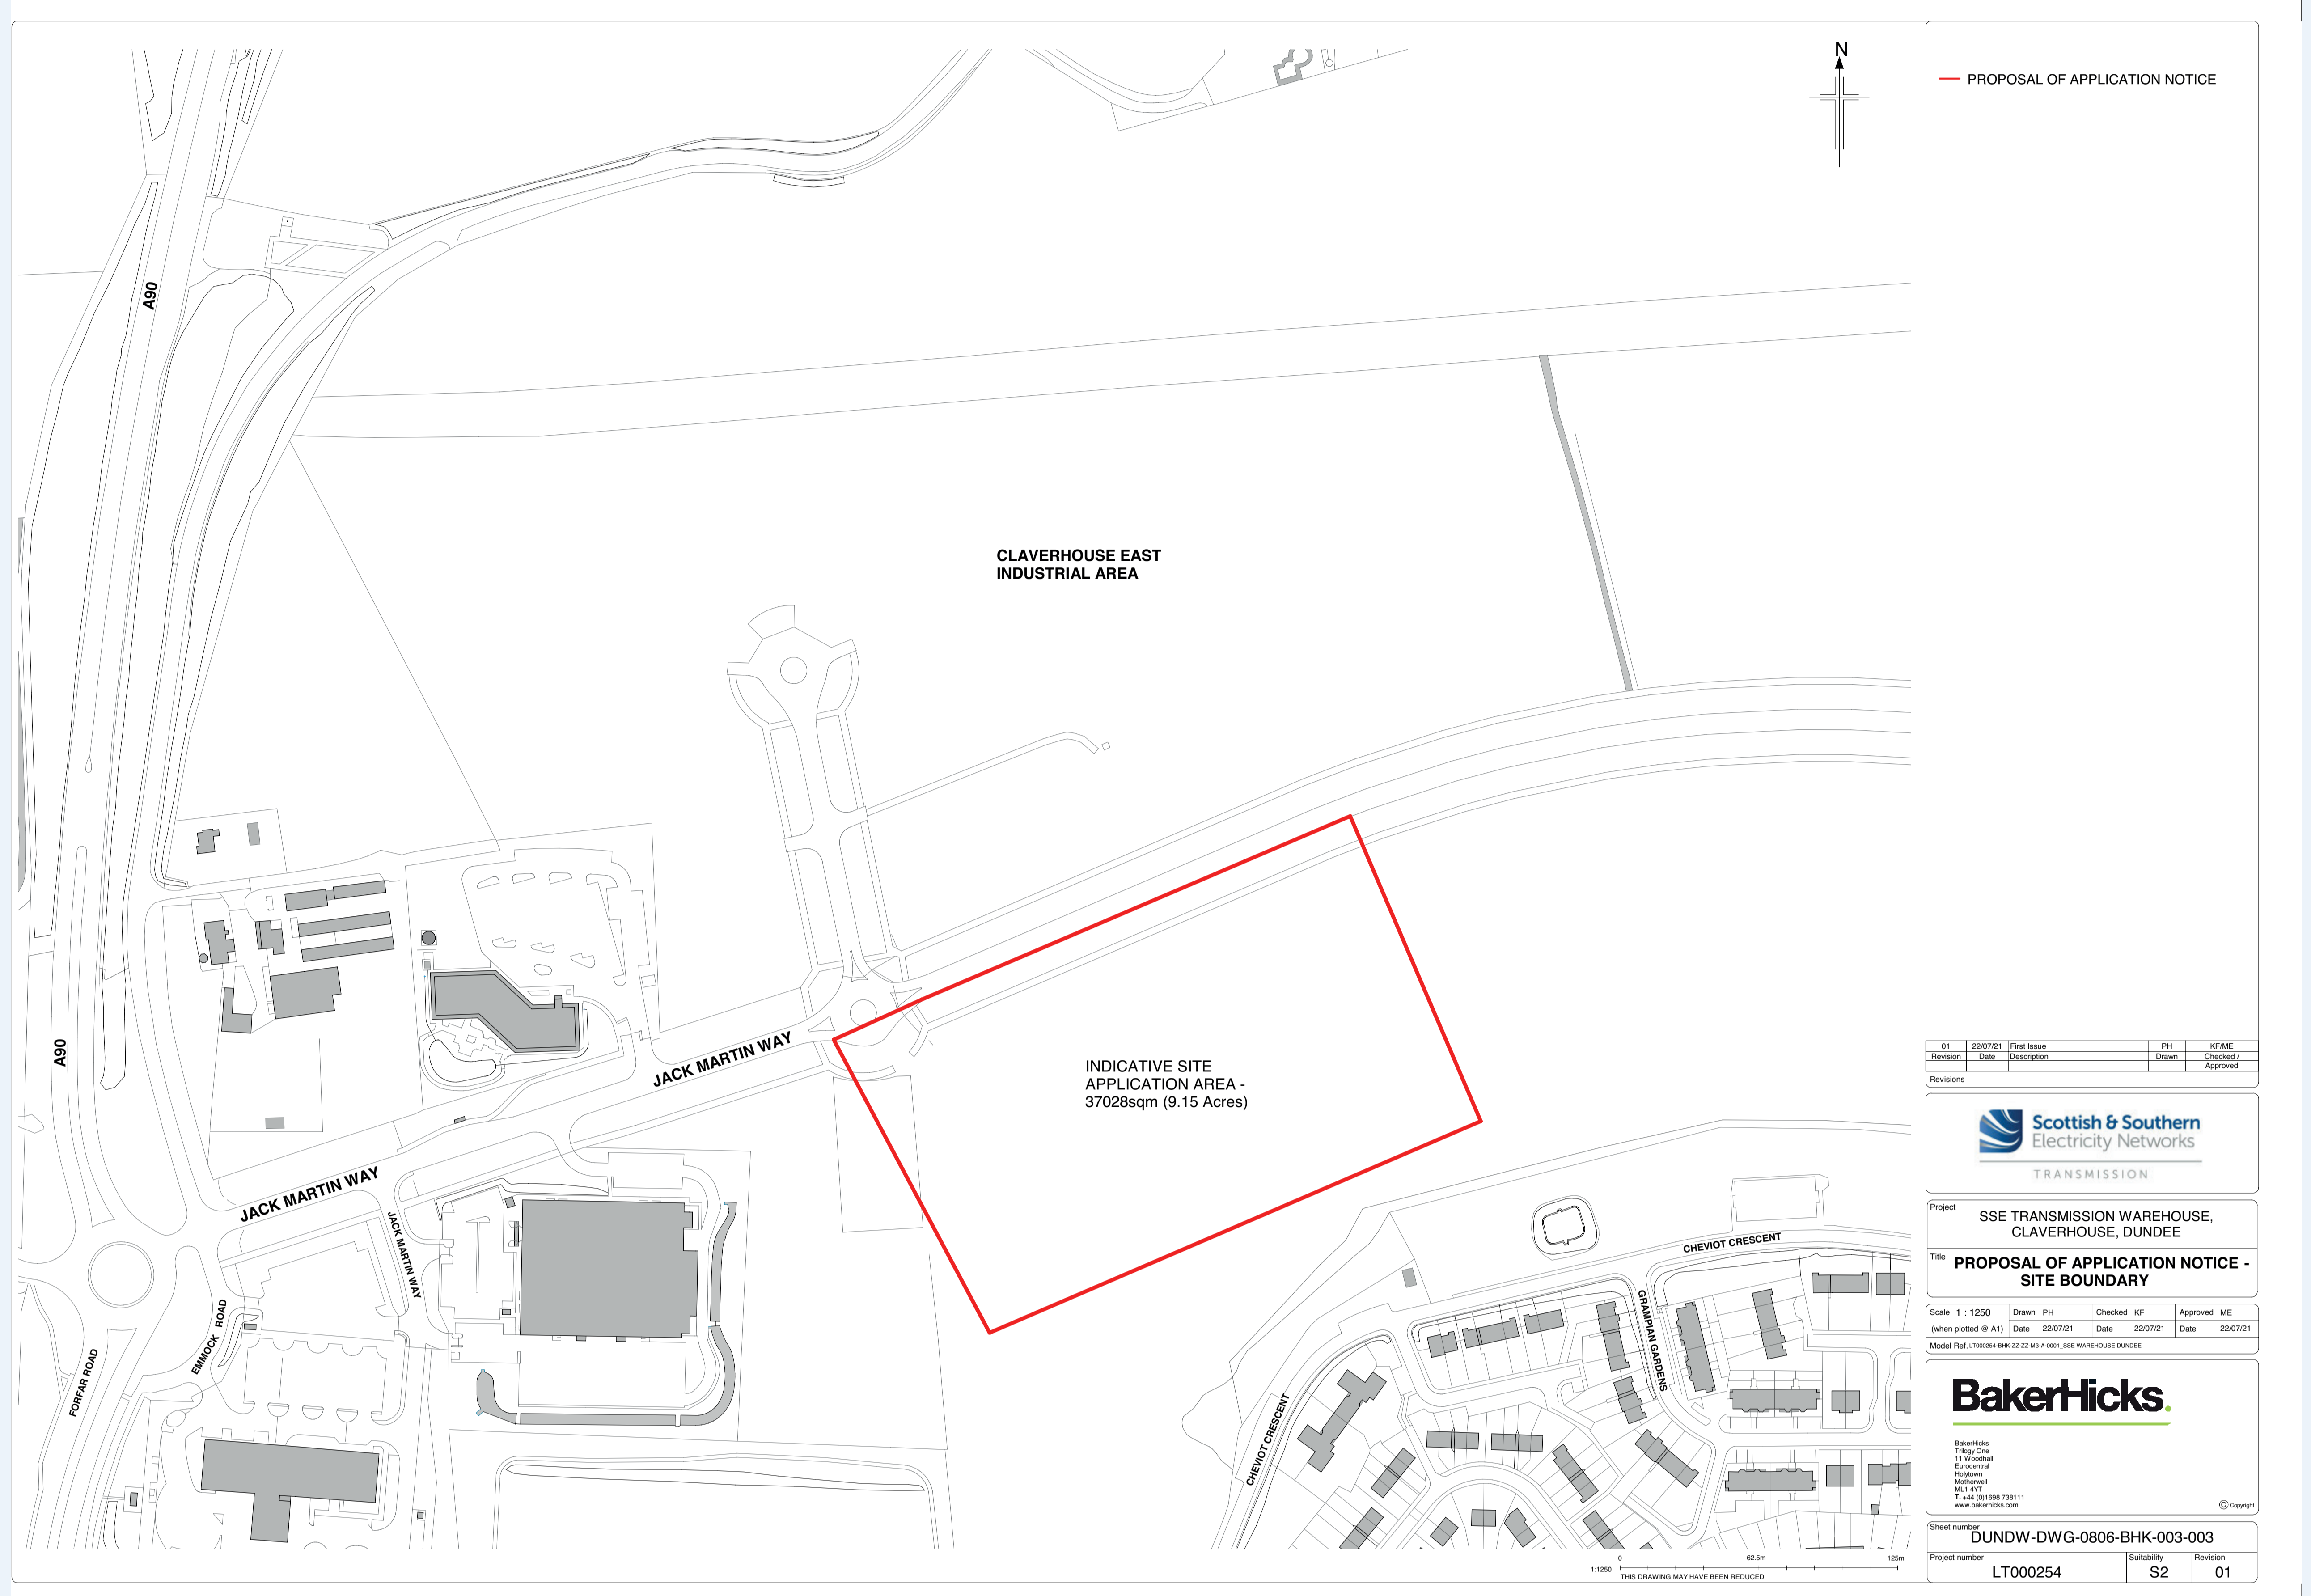 N
PROPOSAL OF APPLICATION NOTICE
A90
CLAVERHOUSE EAST
INDUSTRIAL AREA
A90
JACK MARTIN WAY
INDICATIVE SITE
APPLICATION AREA -
37028sqm (9.15 Acres)
JACK MARTIN WAY
JACK MARTIN WAY
EMMOCK ROAD
FORFAR ROAD
CHEVIOT CRESCENT
GRAMPIAN GARDENS
CHEVIOT CRESCENT
0 62.5m 125m
1:1250
THIS DRAWING MAY HAVE BEEN REDUCED
01 22/07/21 First Issue PH KF/ME
Revision Date Description Drawn Checked /
Approved
Revisions
Scottish & Southern
Electricity Networks
TRANSMISSION
Project
SSE TRANSMISSION WAREHOUSE,
CLAVERHOUSE, DUNDEE
Title
PROPOSAL OF APPLICATION NOTICE -
SITE BOUNDARY
Scale 1 : 1250 Drawn PH Checked KF Approved ME
(when plotted @ A1) Date 22/07/21 Date 22/07/21 Date 22/07/21
Model Ref. LT000254-BHK-ZZ-ZZ-M3-A-0001_SSE WAREHOUSE DUNDEE
BakerHicks.
BakerHicks
Trilogy One
11 Woodhall
Eurocentral
Holytown
Motherwell
ML1 4YT
T. +44 (0)1698 738111
www.bakerhicks.com
© Copyright
Sheet number
DUNDW-DWG-0806-BHK-003-003
Project number Suitability Revision
LT000254 S2 01